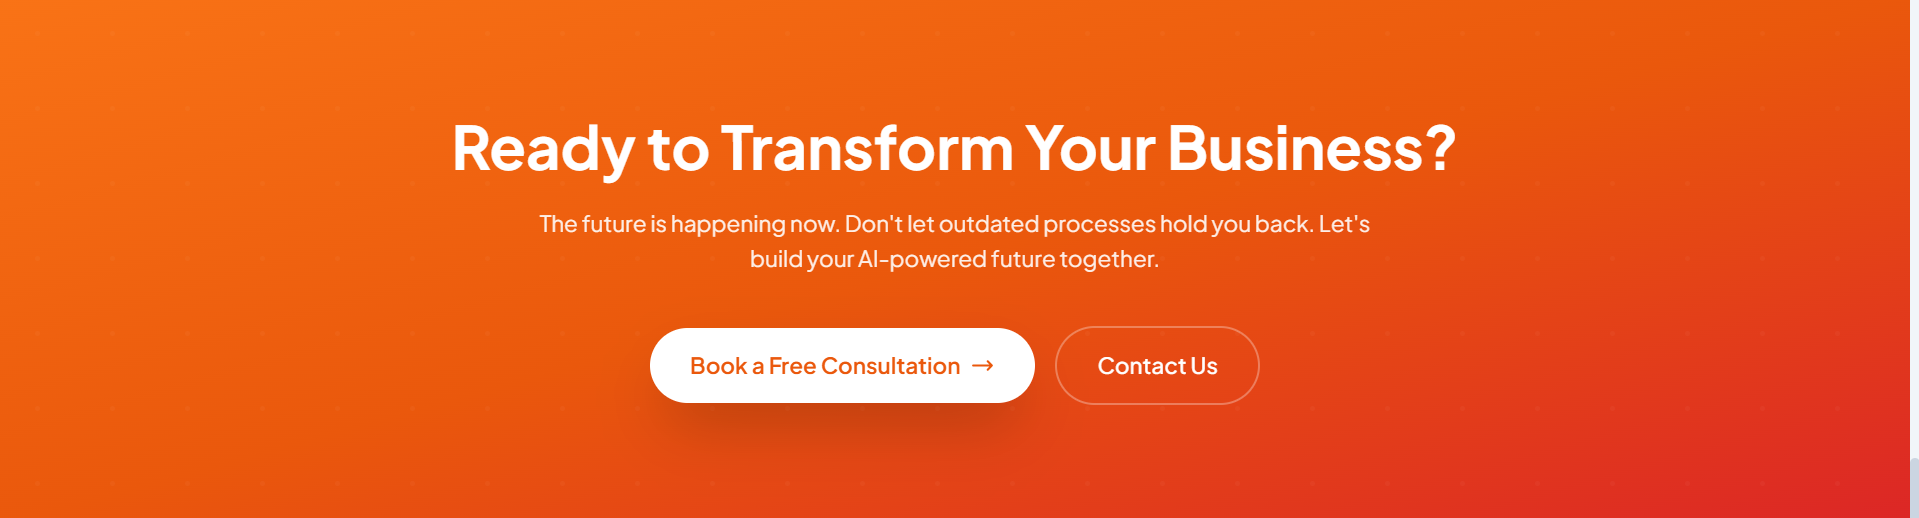 Ready to Transform Your Business?
The future is happening now. Don't let outdated processes hold you back. Let's
build your AI-powered future together.
Book a Free Consultation →
Contact Us